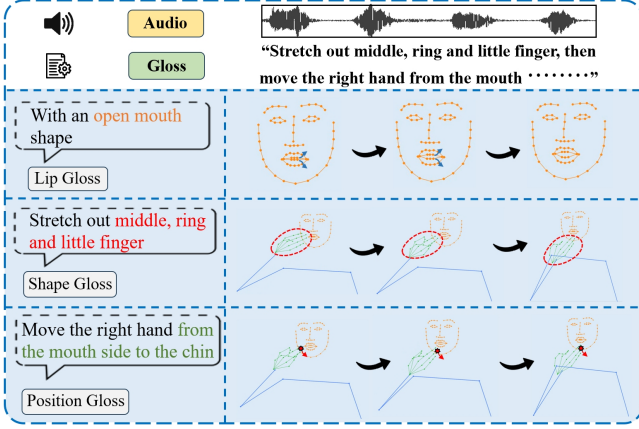 Audio
Gloss
“Stretch out middle, ring and little finger, then
move the right hand from the mouth ········”
With an open mouth
shape
Lip Gloss
Stretch out middle, ring
and little finger
Shape Gloss
Move the right hand from
the mouth side to the chin
Position Gloss